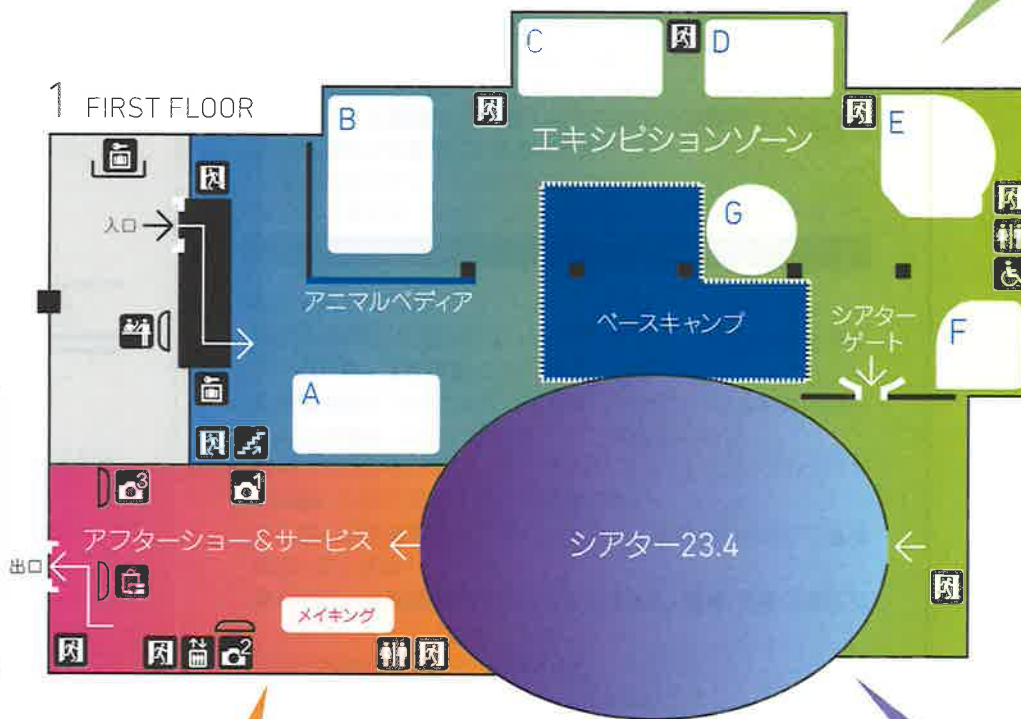 1 FIRST FLOOR
C
D
B
E
エキシビションゾーン
入口
G
アニマルペディア
ベースキャンプ
シアター
ゲート
F
A
3
1
アフターショー&サービス
シアター23.4
出口
メイキング
2